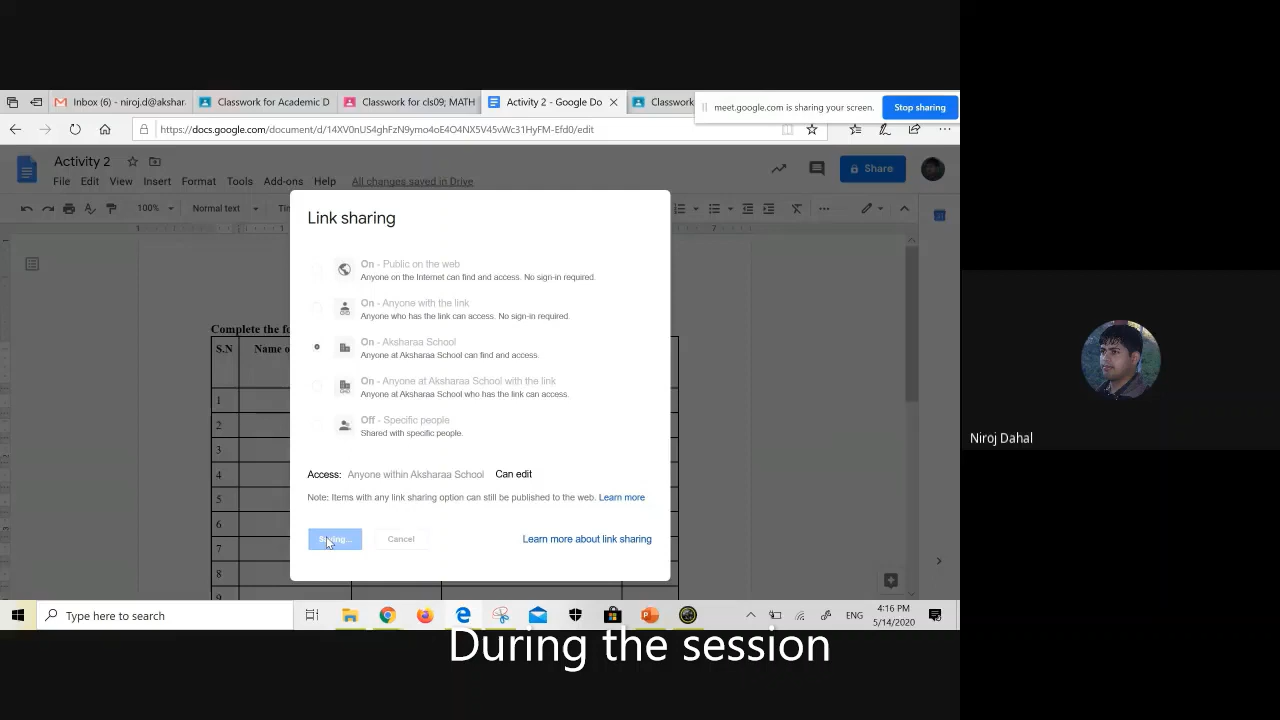 Inbox (6) - niroj.d@akshar
Classwork for Academic D
Classwork for cls09; MATH
Activity 2 - Google Do
Classwork
meet.google.com is sharing your screen.
Stop sharing
https://docs.google.com/document/d/14XV0nUS4ghFzN9ymo4oE4O4NX5V45vWc31HyFM-Efd0/edit
Activity 2
Share
File Edit View Insert Format Tools Add-ons Help All changes saved in Drive
100% Normal text Tin
1 1 7
Link sharing
On - Public on the web
Anyone on the Internet can find and access. No sign-in required.
On - Anyone with the link
Anyone who has the link can access. No sign-in required.
On - Aksharaa School
Anyone at Aksharaa School can find and access.
On - Anyone at Aksharaa School with the link
Anyone at Aksharaa School who has the link can access.
Off - Specific people
Shared with specific people.
Access: Anyone within Aksharaa School Can edit
Note: Items with any link sharing option can still be published to the web. Learn more
Saving... Cancel Learn more about link sharing
Complete the fo
S.N Name o
1
2
3
4
5
6
7
8
9
Niroj Dahal
Type here to search
ENG
4:16 PM
5/14/2020
During the session